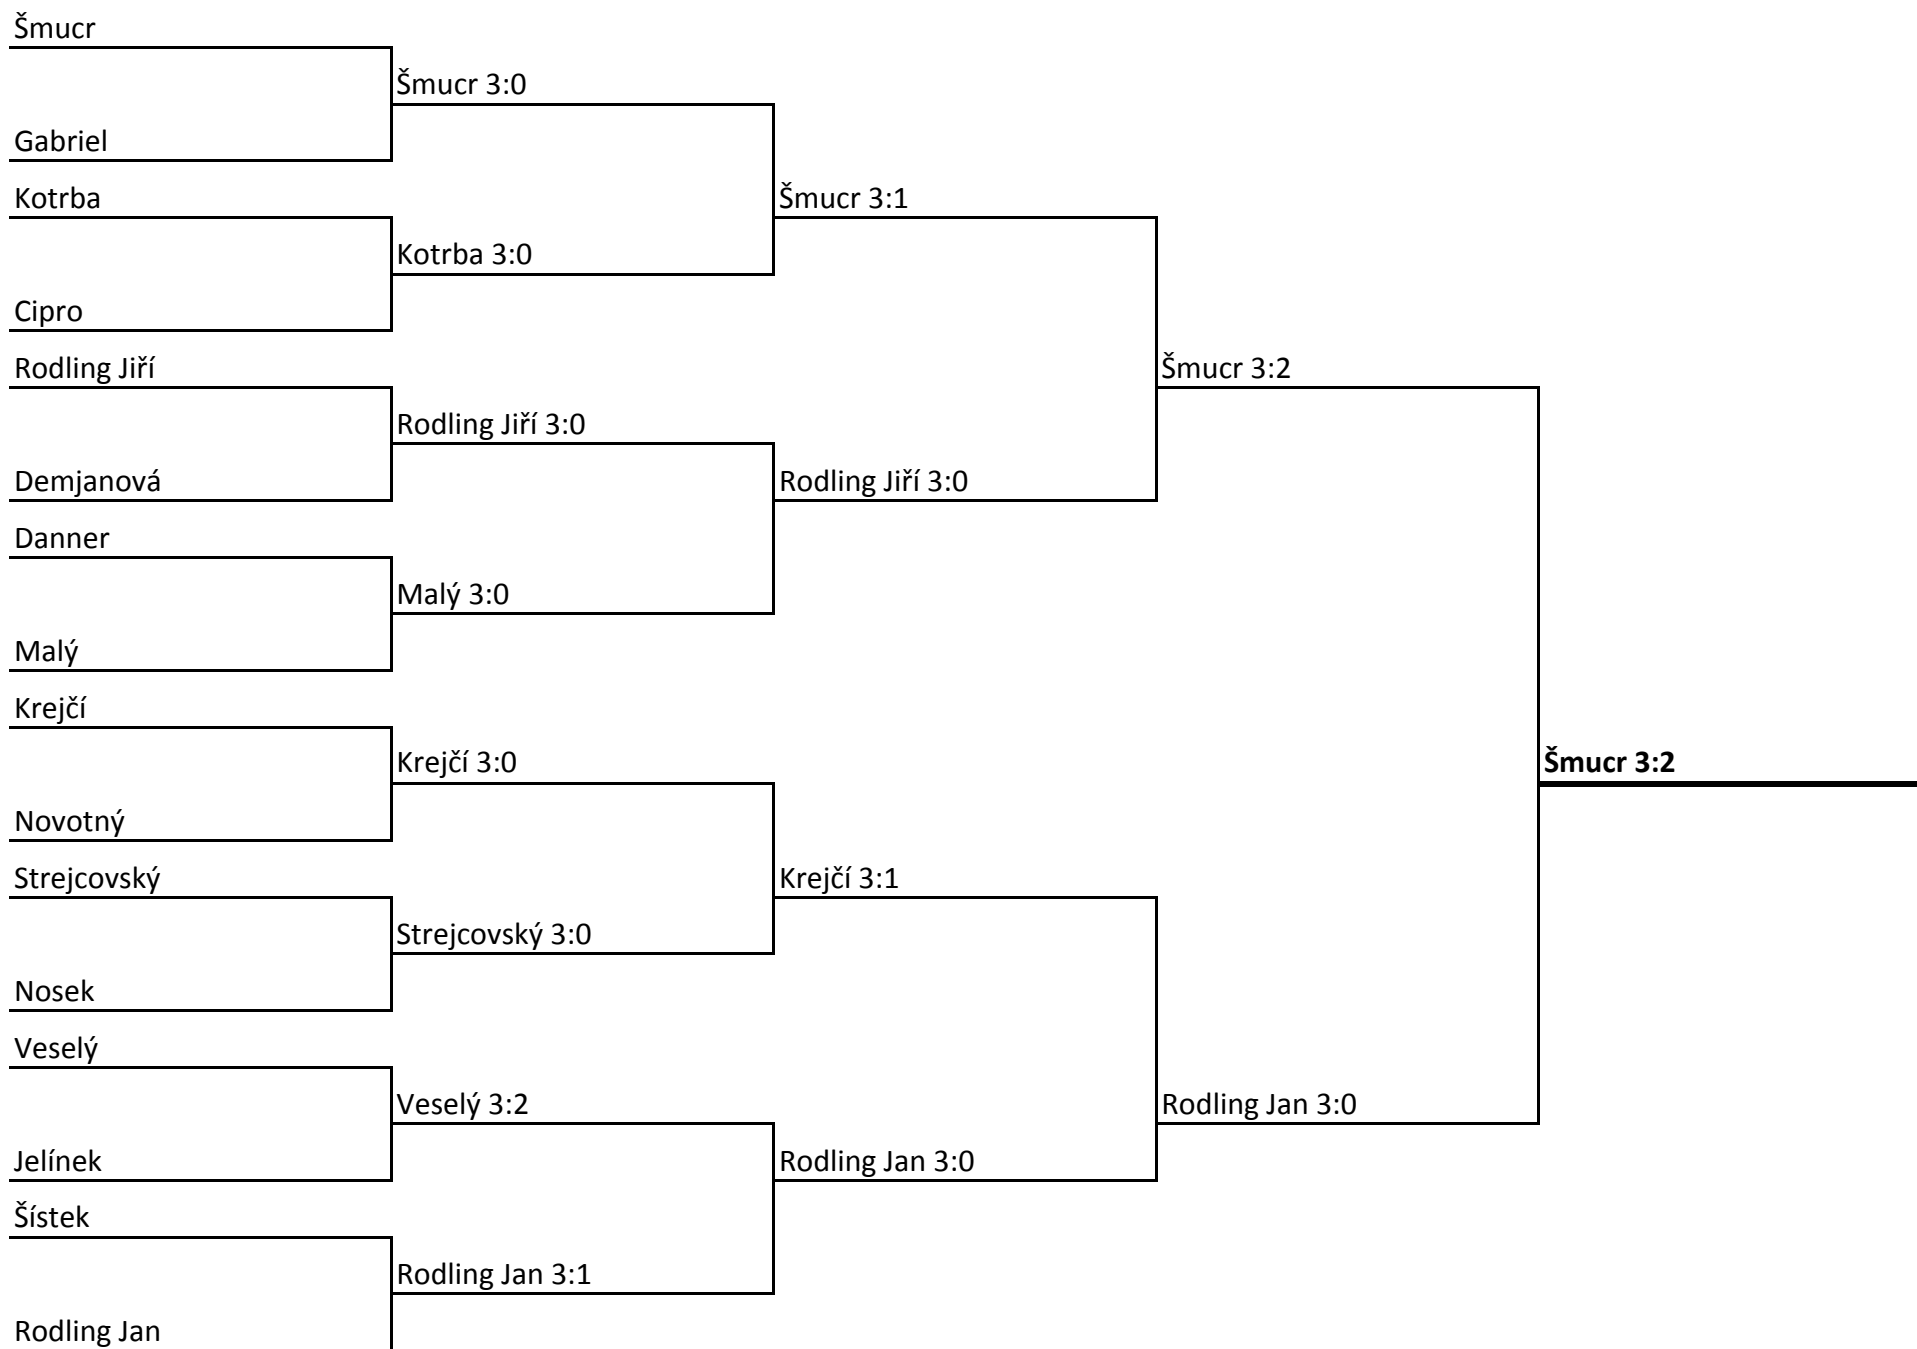 Šmucr
Šmucr 3:0
Gabriel
Kotrba
Šmucr 3:1
Kotrba 3:0
Cipro
Rodling Jiří
Šmucr 3:2
Rodling Jiří 3:0
Demjanová
Rodling Jiří 3:0
Danner
Malý 3:0
Malý
Krejčí
Krejčí 3:0
Šmucr 3:2
Novotný
Strejcovský
Krejčí 3:1
Strejcovský 3:0
Nosek
Veselý
Veselý 3:2
Rodling Jan 3:0
Jelínek
Rodling Jan 3:0
Šístek
Rodling Jan 3:1
Rodling Jan